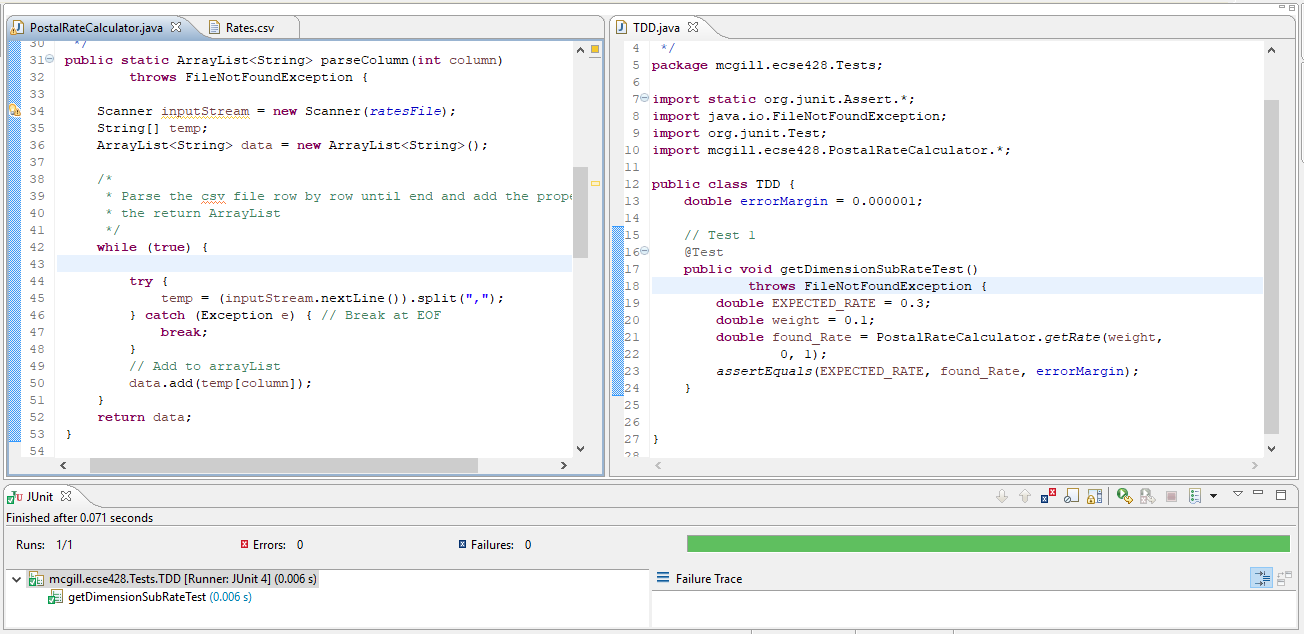 PostalRateCalculator.java
Rates.csv
30 */
31 public static ArrayList<String> parseColumn(int column)
32 throws FileNotFoundException {
33
34 Scanner inputStream = new Scanner(ratesFile);
35 String[] temp;
36 ArrayList<String> data = new ArrayList<String>();
37
38 /*
39 * Parse the csv file row by row until end and add the prope
40 * the return ArrayList
41 */
42 while (true) {
43
44 try {
45 temp = (inputStream.nextLine()).split(",");
46 } catch (Exception e) { // Break at EOF
47 break;
48 }
49 // Add to arrayList
50 data.add(temp[column]);
51 }
52 return data;
53 }
54
TDD.java
4 */
5 package mcgill.ecse428.Tests;
6
7 import static org.junit.Assert.*;
8 import java.io.FileNotFoundException;
9 import org.junit.Test;
10 import mcgill.ecse428.PostalRateCalculator.*;
11
12 public class TDD {
13 double errorMargin = 0.000001;
14
15 // Test 1
16 @Test
17 public void getDimensionSubRateTest()
18 throws FileNotFoundException {
19 double EXPECTED_RATE = 0.3;
20 double weight = 0.1;
21 double found_Rate = PostalRateCalculator.getRate(weight,
22 0, 1);
23 assertEquals(EXPECTED_RATE, found_Rate, errorMargin);
24 }
25
26
27 }
28
JUnit
Finished after 0.071 seconds
Runs: 1/1 Errors: 0 Failures: 0
mcgill.ecse428.Tests.TDD [Runner: JUnit 4] (0.006 s)
getDimensionSubRateTest (0.006 s)
Failure Trace